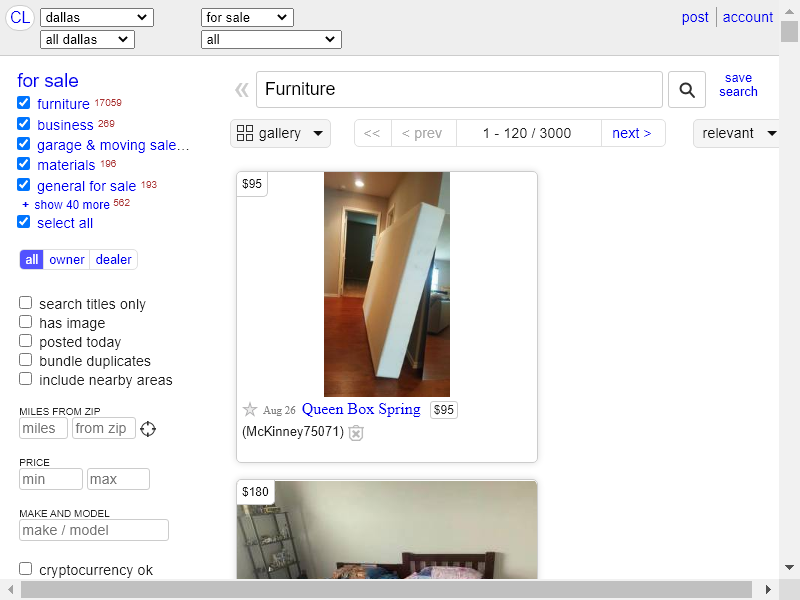 CL dallas for sale post account
all dallas all
for sale
furniture 17059
business 269
garage & moving sale…
materials 196
general for sale 193
+ show 40 more 562
select all
all owner dealer
search titles only
has image
posted today
bundle duplicates
include nearby areas
MILES FROM ZIP
miles from zip
PRICE
min max
MAKE AND MODEL
make / model
cryptocurrency ok
« Furniture save
search
gallery << < prev 1 - 120 / 3000 next > relevant
$95
☆ Aug 26 Queen Box Spring $95
(McKinney75071)
$180